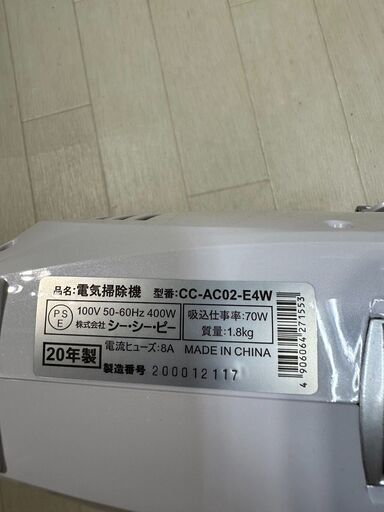 品名: 電気掃除機 型番: CC-AC02-E4W
PS
E
100V 50-60Hz 400W
株式会社 シー・シー・ピー
吸込仕事率: 70W
質量: 1.8kg
20年製
電流ヒューズ: 8A MADE IN CHINA
製造番号 200012117
4 906064 271553